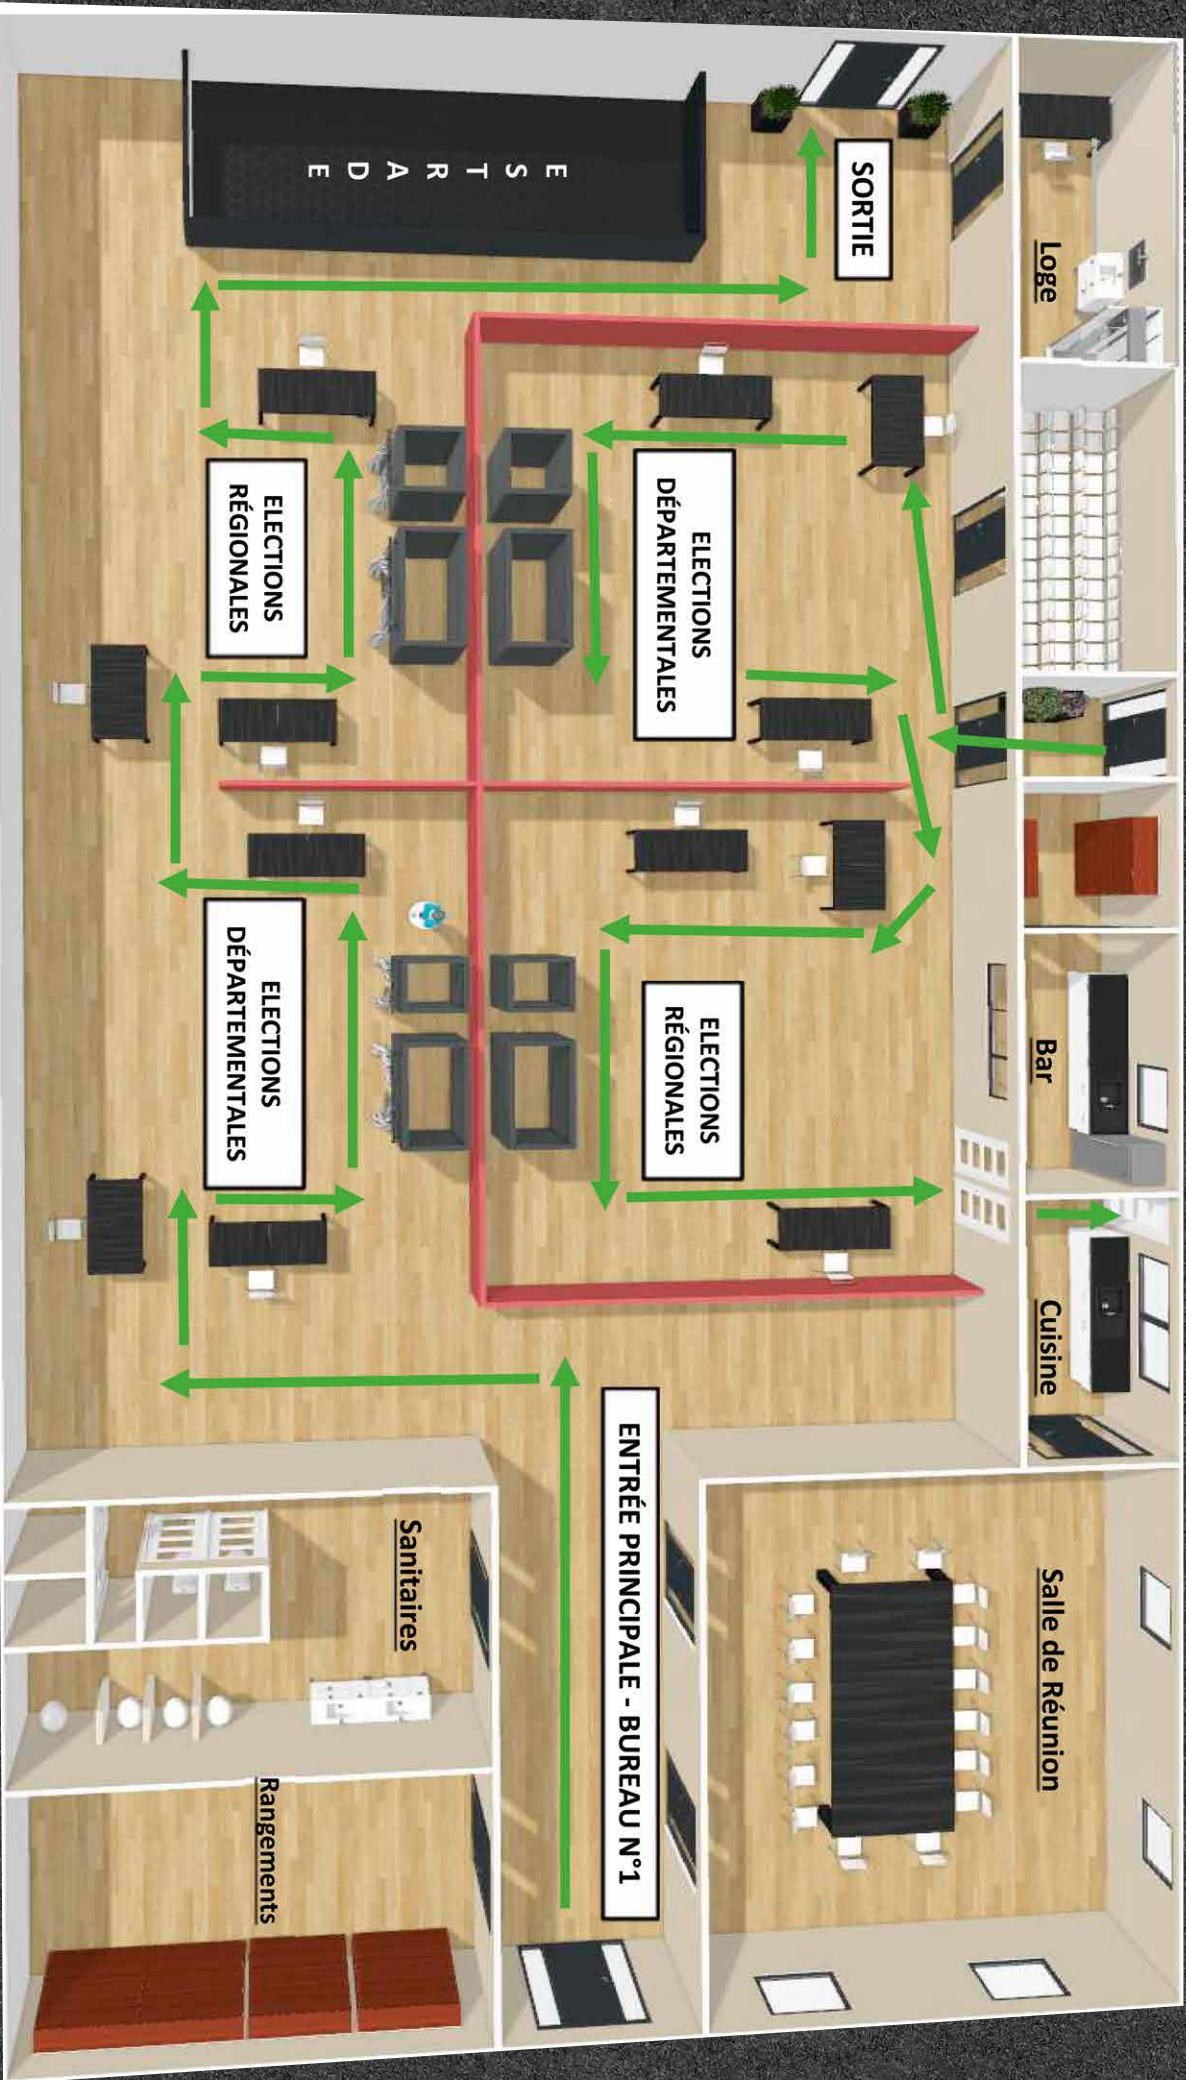 Loge
Bar
Cuisine
Salle de Réunion
SORTIE
E
S
T
R
A
D
E
ELECTIONS
DÉPARTEMENTALES
ELECTIONS
RÉGIONALES
ENTRÉE PRINCIPALE - BUREAU N°1
ELECTIONS
RÉGIONALES
ELECTIONS
DÉPARTEMENTALES
Sanitaires
Rangements